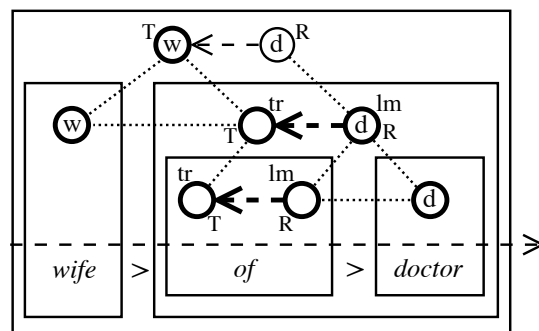 T w d R
w tr lm
T d R
tr lm
T R d
wife > of > doctor